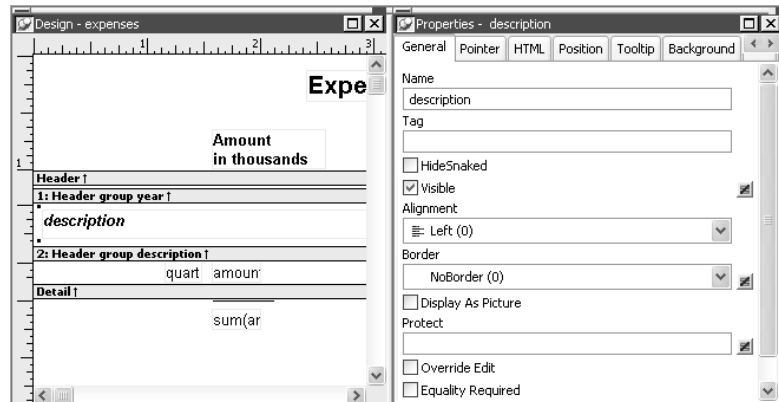 Design - expenses
1 2 3
Expe
Amount
in thousands
1
Header ↑
1: Header group year ↑
description
2: Header group description ↑
quart amoun
Detail ↑
sum(ar
Properties - description
General Pointer HTML Position Tooltip Background
Name
description
Tag
HideSnaked
Visible
Alignment
Left (0)
Border
NoBorder (0)
Display As Picture
Protect
Override Edit
Equality Required